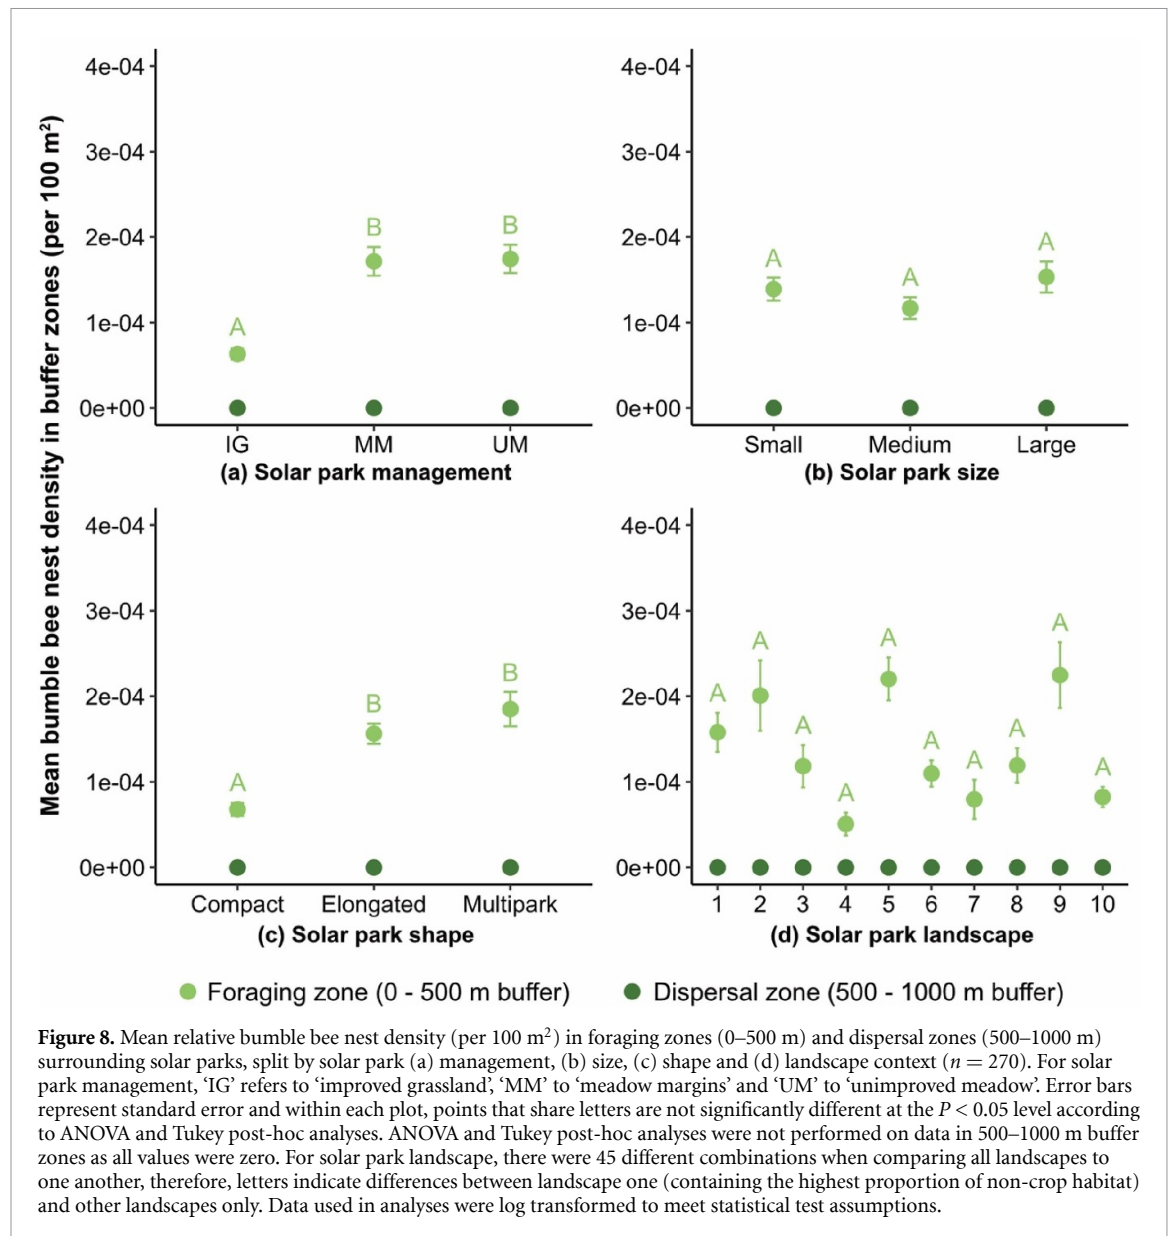 Mean bumble bee nest density in buffer zones (per 100 m²)
4e-04
3e-04
2e-04
1e-04
0e+00
A
B
B
IG
MM
UM
(a) Solar park management
4e-04
3e-04
2e-04
1e-04
0e+00
A
A
A
Small
Medium
Large
(b) Solar park size
4e-04
3e-04
2e-04
1e-04
0e+00
A
B
B
Compact
Elongated
Multipark
(c) Solar park shape
4e-04
3e-04
2e-04
1e-04
0e+00
A
A
A
A
A
A
A
A
A
A
1 2 3 4 5 6 7 8 9 10
(d) Solar park landscape
Foraging zone (0 - 500 m buffer)
Dispersal zone (500 - 1000 m buffer)
Figure 8. Mean relative bumble bee nest density (per 100 m²) in foraging zones (0–500 m) and dispersal zones (500–1000 m)
surrounding solar parks, split by solar park (a) management, (b) size, (c) shape and (d) landscape context (n = 270). For solar
park management, ‘IG’ refers to ‘improved grassland’, ‘MM’ to ‘meadow margins’ and ‘UM’ to ‘unimproved meadow’. Error bars
represent standard error and within each plot, points that share letters are not significantly different at the P < 0.05 level according
to ANOVA and Tukey post-hoc analyses. ANOVA and Tukey post-hoc analyses were not performed on data in 500–1000 m buffer
zones as all values were zero. For solar park landscape, there were 45 different combinations when comparing all landscapes to
one another, therefore, letters indicate differences between landscape one (containing the highest proportion of non-crop habitat)
and other landscapes only. Data used in analyses were log transformed to meet statistical test assumptions.